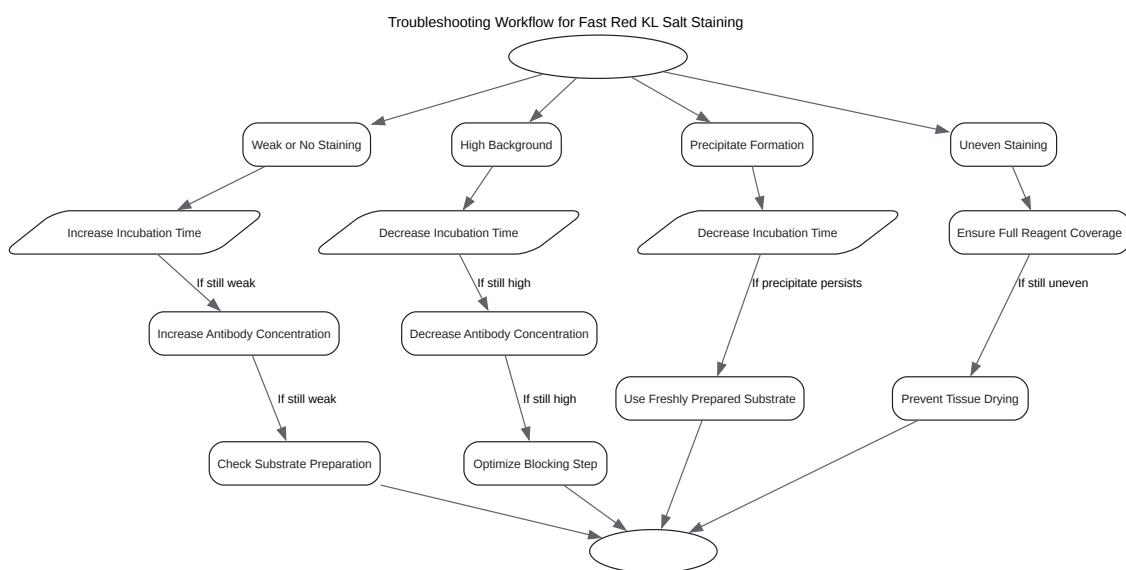 Troubleshooting Workflow for Fast Red KL Salt Staining
Weak or No Staining
High Background
Precipitate Formation
Uneven Staining
Increase Incubation Time
Decrease Incubation Time
Decrease Incubation Time
Ensure Full Reagent Coverage
If still weak
If still high
If precipitate persists
If still uneven
Increase Antibody Concentration
Decrease Antibody Concentration
If still weak
If still high
Use Freshly Prepared Substrate
Prevent Tissue Drying
Check Substrate Preparation
Optimize Blocking Step